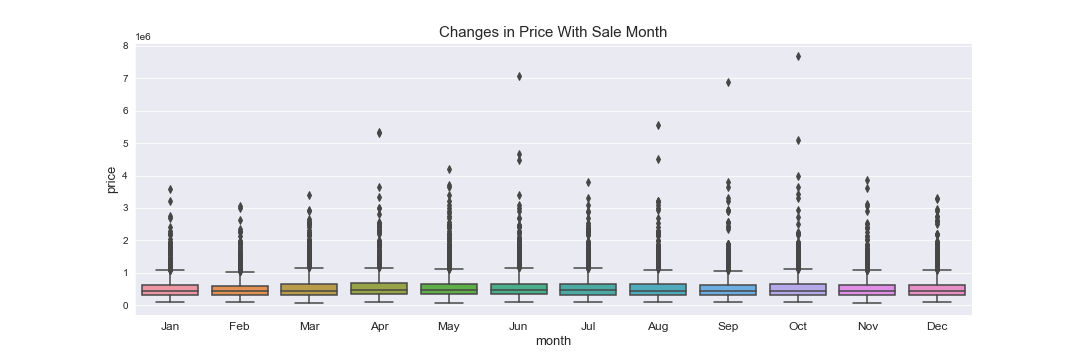 Changes in Price With Sale Month
1e6
8
7
6
5
4
3
2
1
0
price
Jan Feb Mar Apr May Jun Jul Aug Sep Oct Nov Dec
month